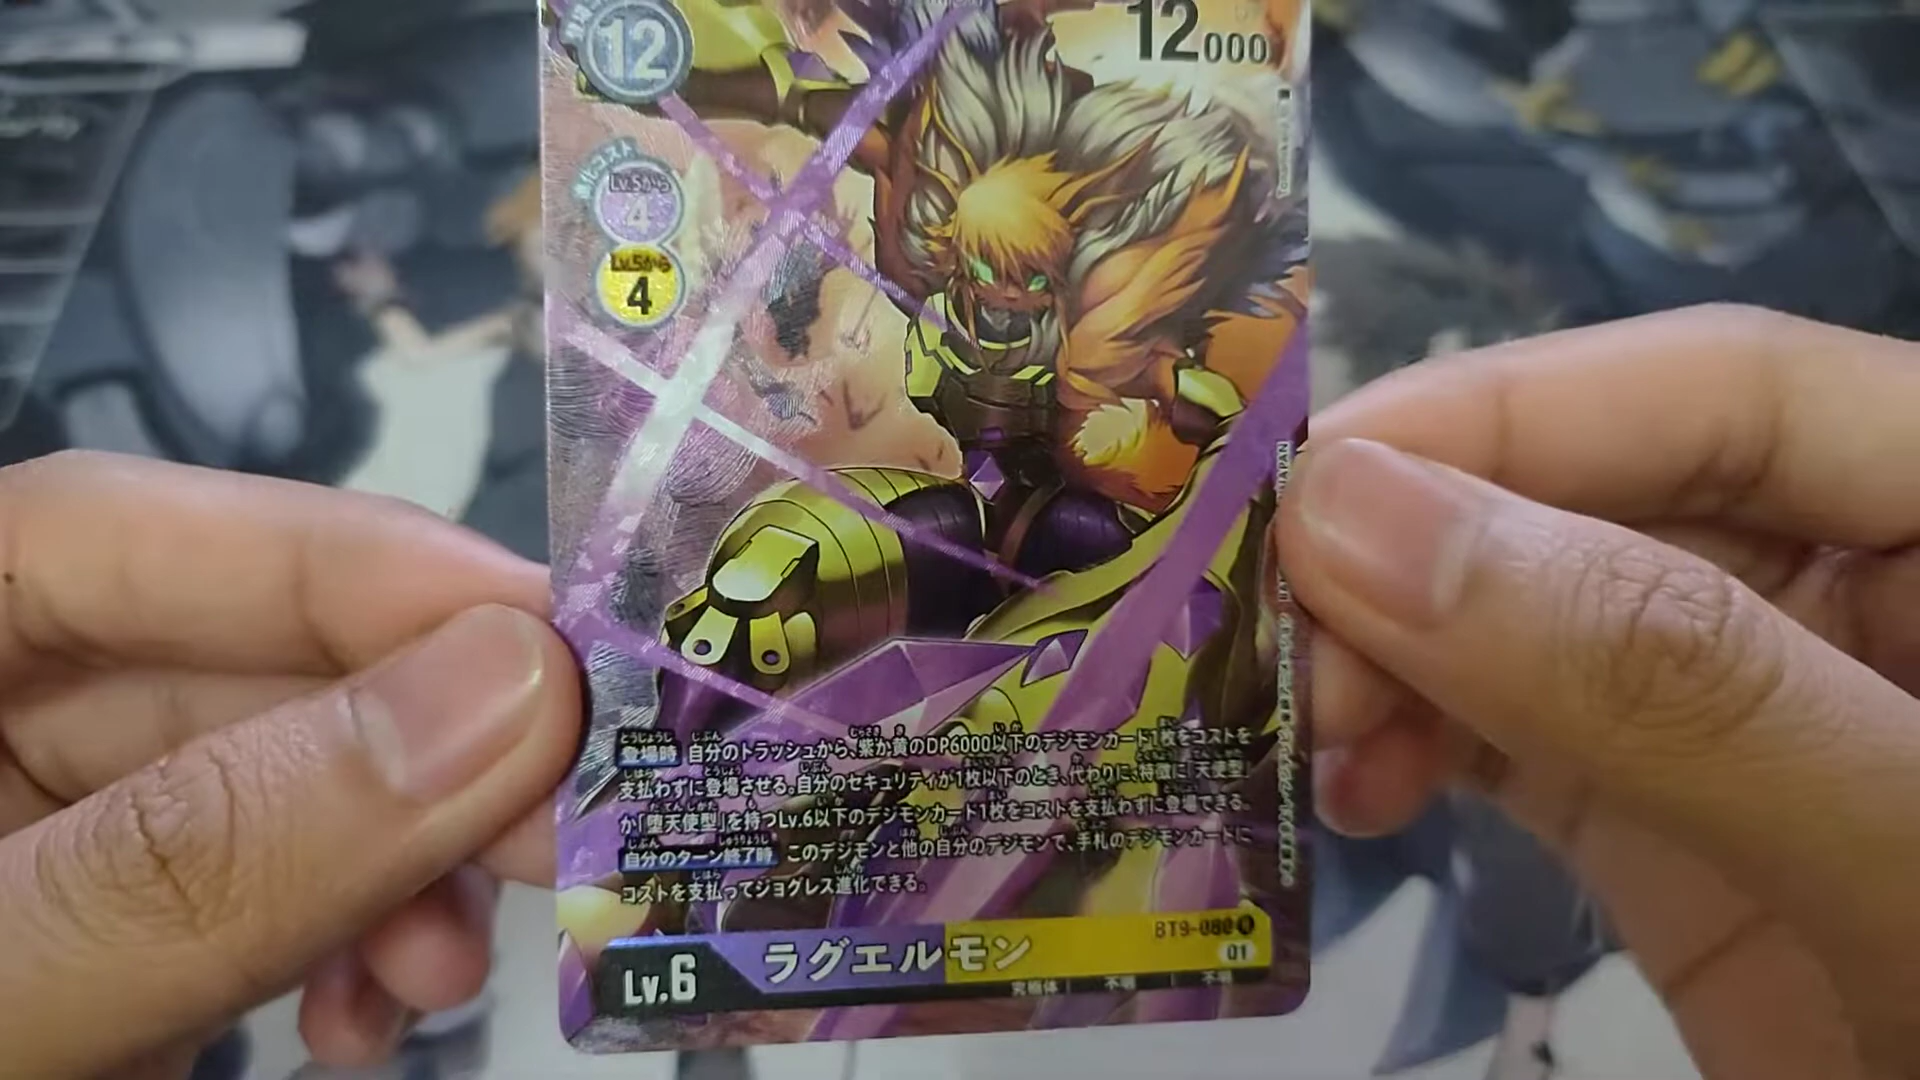 12
12000
進化コスト
Lv.5から
4
Lv.5から
4
登場時 自分のトラッシュから、紫か黄のDP6000以下のデジモンカード1枚をコストを
支払わずに登場させる。自分のセキュリティが1枚以下のとき、代わりに、特徴に「天使型」
か「堕天使型」を持つLv.6以下のデジモンカード1枚をコストを支払わずに登場できる。
自分のターン終了時 このデジモンと他の自分のデジモンで、手札のデジモンカードに
コストを支払ってジョグレス進化できる。
BT9-080 R
Lv.6
ラグエルモン
01
究極体 不明 不明